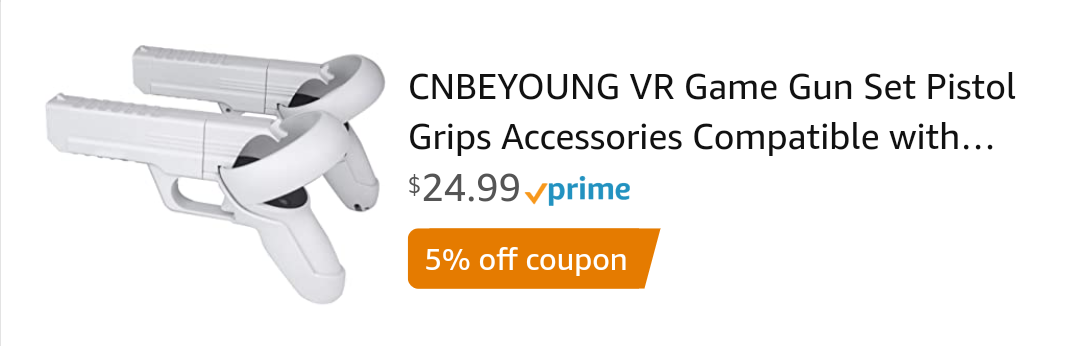 CNBEYOUNG VR Game Gun Set Pistol
Grips Accessories Compatible with...
$24.99 prime
5% off coupon